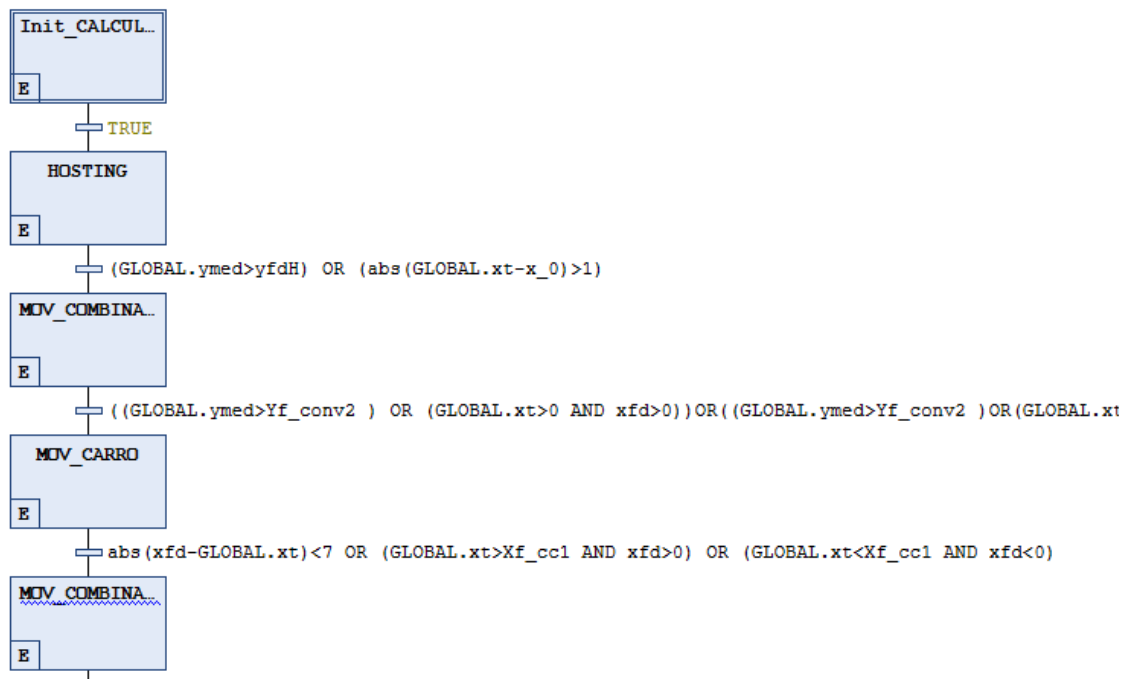 Init_CALCUL…
E
TRUE
HOSTING
E
(GLOBAL.ymed>yfdH) OR (abs(GLOBAL.xt-x_0)>1)
MOV_COMBINA…
E
((GLOBAL.ymed>Yf_conv2 ) OR (GLOBAL.xt>0 AND xfd>0))OR((GLOBAL.ymed>Yf_conv2 )OR(GLOBAL.xt
MOV_CARRO
E
abs(xfd-GLOBAL.xt)<7 OR (GLOBAL.xt>Xf_cc1 AND xfd>0) OR (GLOBAL.xt<Xf_cc1 AND xfd<0)
MOV_COMBINA…
E